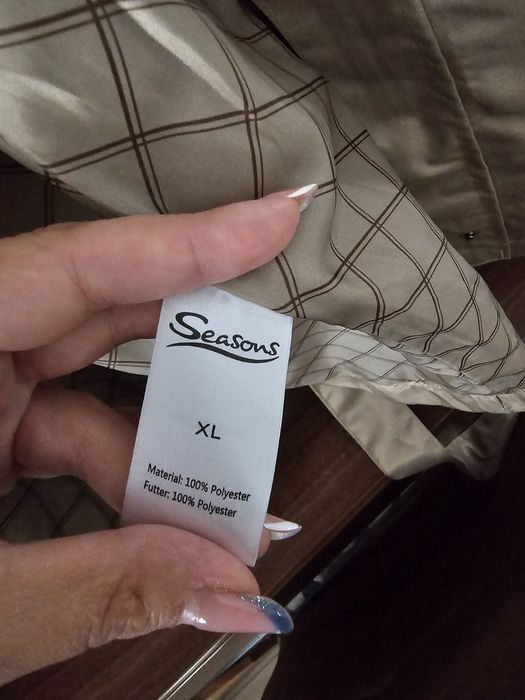 Seasons
XL
Material: 100% Polyester
Futter: 100% Polyester